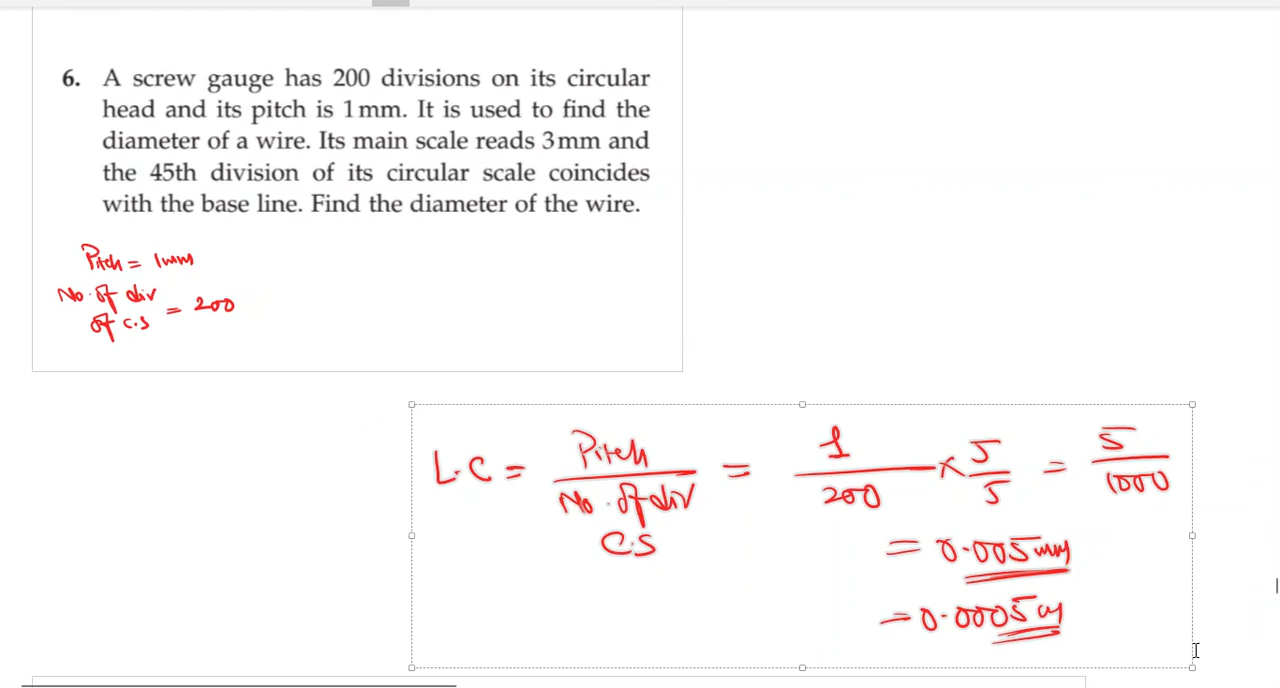 6. A screw gauge has 200 divisions on its circular
head and its pitch is 1 mm. It is used to find the
diameter of a wire. Its main scale reads 3 mm and
the 45th division of its circular scale coincides
with the base line. Find the diameter of the wire.
Pitch = 1mm
No. of div
of C.S = 200
L.C = Pitch / No. of div C.S = 1/200 × 5/5 = 5/1000
= 0.005 mm
= 0.0005 cm